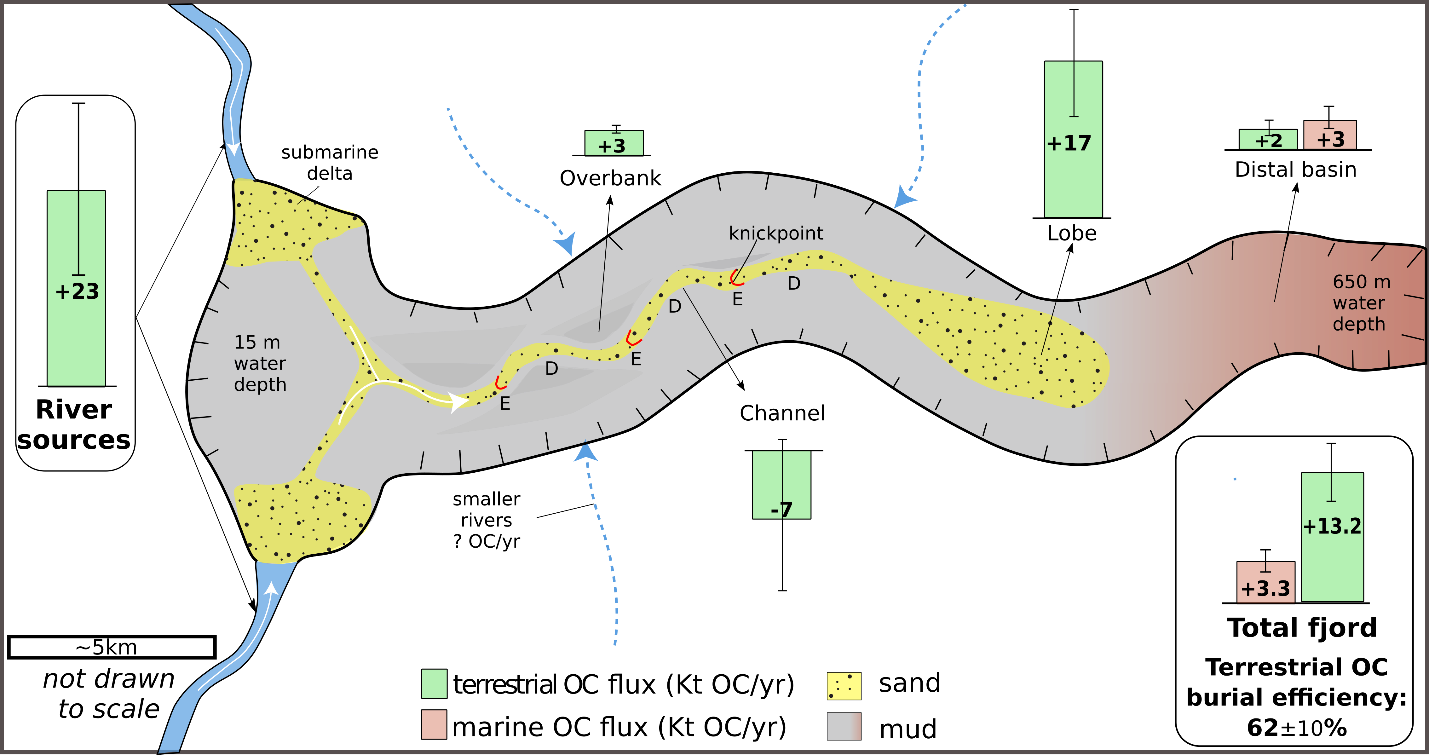 submarine
delta
+3
Overbank
+17
Lobe
+2
+3
Distal basin
+23
River
sources
knickpoint
15 m
water
depth
650 m
water
depth
D
E
D
E
D
E
Channel
-7
smaller
rivers
? OC/yr
+3.3
+13.2
Total fjord
Terrestrial OC
burial efficiency:
62±10%
~5km
not drawn
to scale
terrestrial OC flux (Kt OC/yr)
marine OC flux (Kt OC/yr)
sand
mud